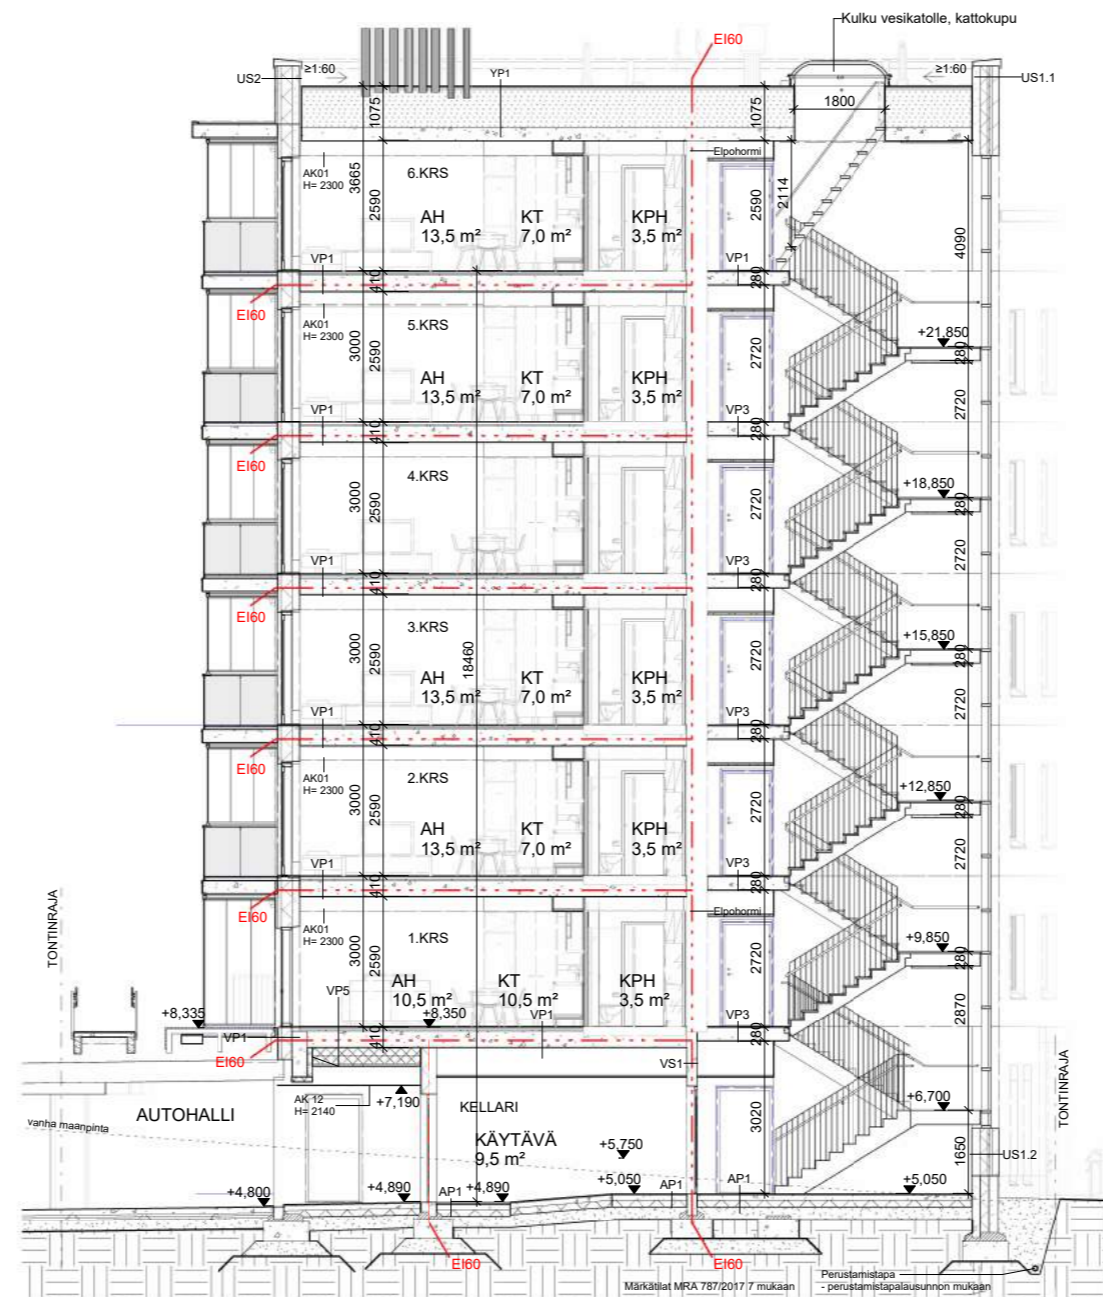 Kulku vesikatolle, kattokupu
EI60
US2
≥1:60
YP1
≥1:60
US1.1
1075
1075
1800
Elpohormi
AK01
H= 2300
3665
2590
6.KRS
AH
13,5 m²
KT
7,0 m²
KPH
3,5 m²
2590
2114
4090
VP1
VP1
410
280
EI60
AK01
H= 2300
3000
2590
5.KRS
AH
13,5 m²
KT
7,0 m²
KPH
3,5 m²
2720
+21,850
280
2720
VP1
VP3
410
280
EI60
3000
2590
4.KRS
2720
+18,850
280
2720
VP1
VP3
410
280
EI60
3000
2590
3.KRS
18460
AH
13,5 m²
KT
7,0 m²
KPH
3,5 m²
2720
+15,850
280
2720
VP1
VP3
410
280
EI60
AK01
H= 2300
3000
2590
2.KRS
AH
13,5 m²
KT
7,0 m²
KPH
3,5 m²
2720
+12,850
280
2720
VP1
VP3
410
280
EI60
TONTINRAJA
AK01
H= 2300
3000
2590
1.KRS
Elpohormi
AH
10,5 m²
KT
10,5 m²
KPH
3,5 m²
2720
+9,850
280
2870
VP5
+8,335
+8,350
VP1
VP3
VP1
410
280
EI60
VS1
TONTINRAJA
AUTOHALLI
AK 12
H= 2140
+7,190
KELLARI
3020
+6,700
vanha maanpinta
KÄYTÄVÄ
9,5 m²
+5,750
1650
US1.2
+4,800
+4,890
AP1
+4,890
+5,050
AP1
AP1
+5,050
EI60
EI60
Märkätilat MRA 787/2017 7 mukaan
Perustamistapa
- perustamistapalausunnon mukaan